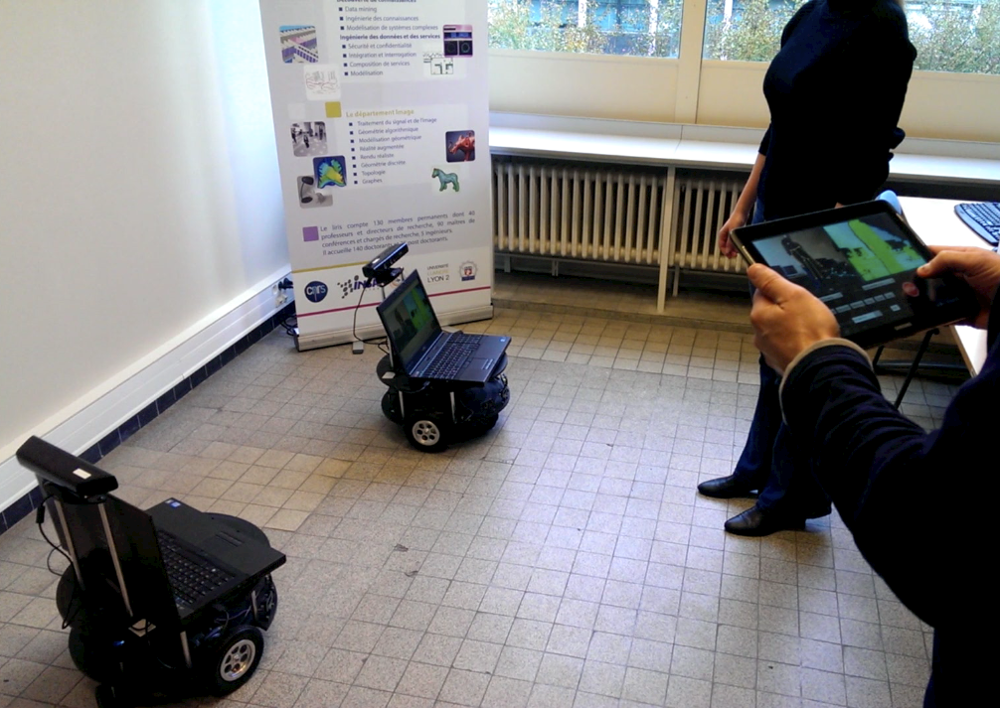 Découverte de connaissances
Data mining
Ingénierie des connaissances
Modélisation de systèmes complexes
Ingénierie des données et des services
Sécurité et confidentialité
Intégration et interrogation
Composition de services
Modélisation
Le département Image
Traitement du signal et de l'image
Géométrie algorithmique
Modélisation géométrique
Réalité augmentée
Rendu réaliste
Géométrie discrète
Topologie
Graphes
Le liris compte 130 membres permanents dont 40
professeurs et directeurs de recherche, 90 maîtres de
conférences et chargés de recherche, 5 ingénieurs.
Il accueille 140 doctorants post doctorants.
cnrs
INSA
UNIVERSITÉ
LUMIÈRE
LYON 2